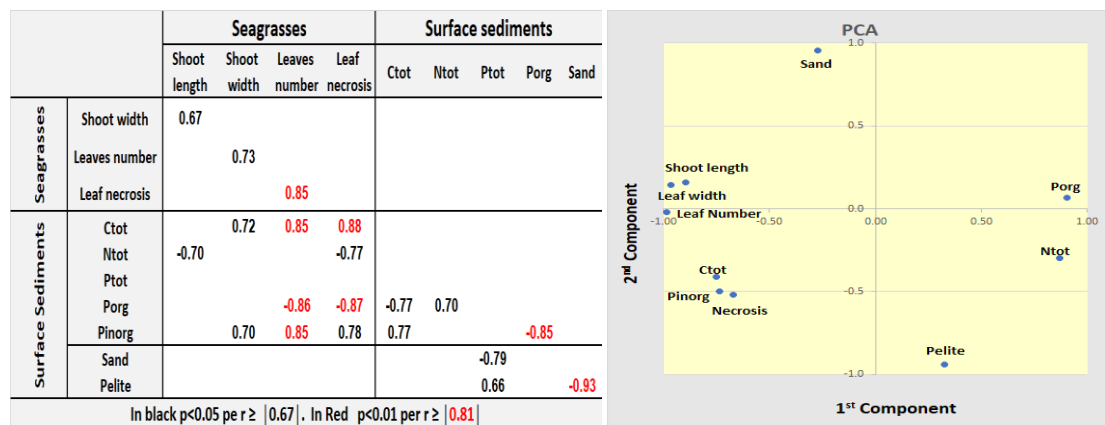 Seagrasses Surface sediments
Shoot length Shoot width Leaves number Leaf necrosis Ctot Ntot Ptot Porg Sand
Seagrasses
Shoot width 0.67
Leaves number 0.73
Leaf necrosis 0.85
Surface Sediments
Ctot 0.72 0.85 0.88
Ntot -0.70 -0.77
Ptot
Porg -0.86 -0.87 -0.77 0.70
Pinorg 0.70 0.85 0.78 0.77 -0.85
Sand -0.79
Pelite 0.66 -0.93
In black p<0.05 per r ≥ |0.67|. In Red p<0.01 per r ≥ |0.81|
PCA
1.0
Sand
0.5
Shoot length
Leaf width
Porg
0.0
Leaf Number
-1.00 -0.50 0.00 0.50 1.00
Ntot
Ctot
Pinorg
-0.5
Necrosis
Pelite
-1.0
2nd Component
1st Component